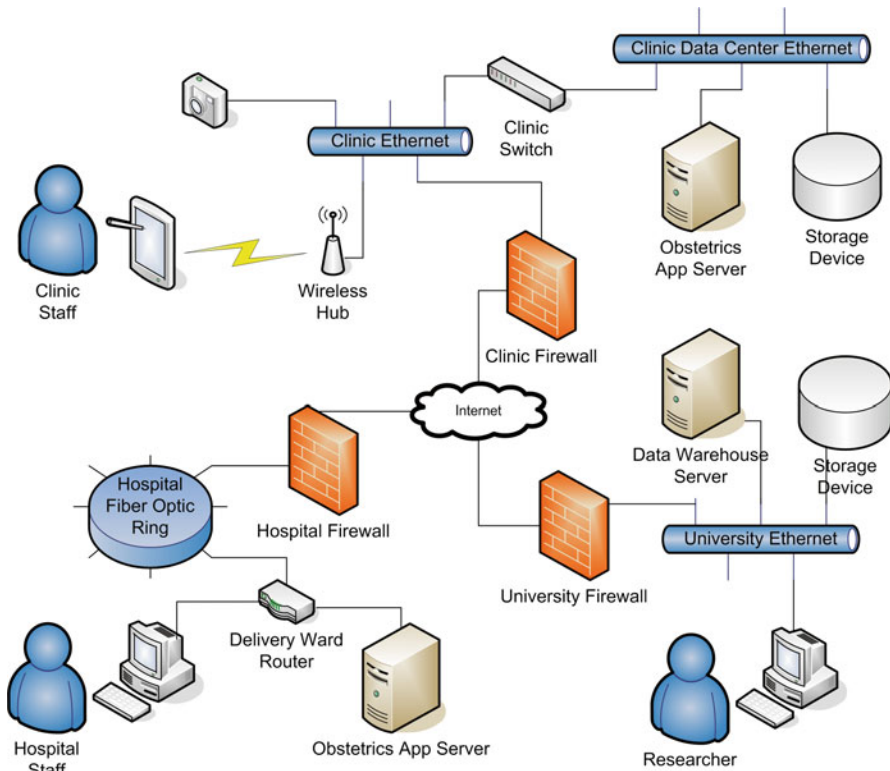 Clinic Data Center Ethernet
Clinic Ethernet
Clinic
Switch
Obstetrics
App Server
Storage
Device
Clinic
Staff
Wireless
Hub
Clinic Firewall
Internet
Data Warehouse
Server
Storage
Device
Hospital
Fiber Optic
Ring
Hospital Firewall
University Ethernet
University Firewall
Delivery Ward
Router
Hospital
Staff
Obstetrics App Server
Researcher